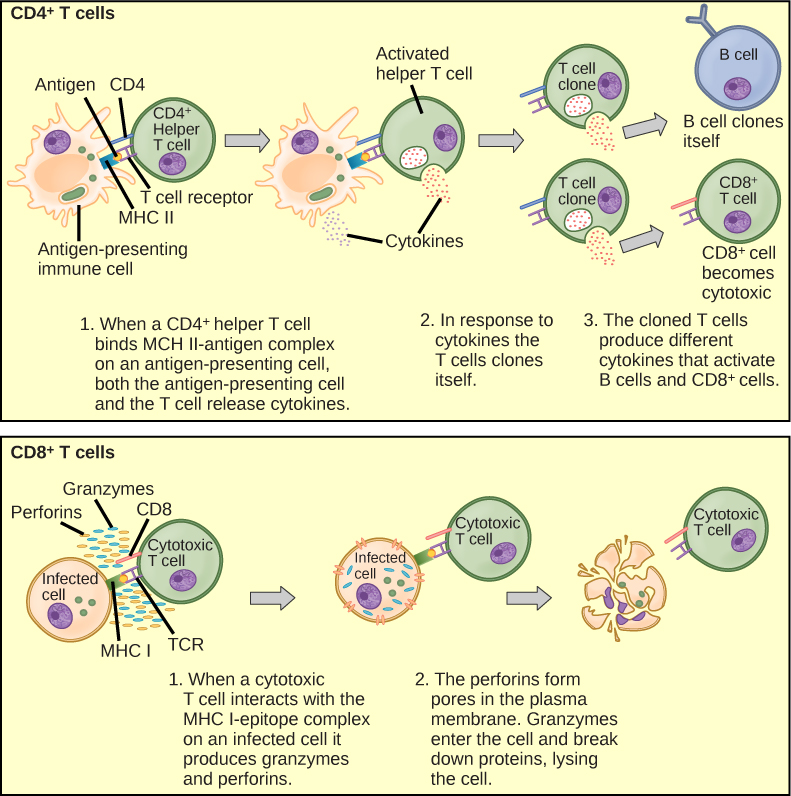 CD4+ T cells
Antigen
CD4
CD4+
Helper
T cell
T cell receptor
MHC II
Antigen-presenting
immune cell
Activated
helper T cell
Cytokines
T cell
clone
B cell
B cell clones
itself
T cell
clone
CD8+
T cell
CD8+ cell
becomes
cytotoxic
1. When a CD4+ helper T cell
binds MCH II-antigen complex
on an antigen-presenting cell,
both the antigen-presenting cell
and the T cell release cytokines.
2. In response to
cytokines the
T cells clones
itself.
3. The cloned T cells
produce different
cytokines that activate
B cells and CD8+ cells.
CD8+ T cells
Granzymes
Perforins
CD8
Cytotoxic
T cell
Infected
cell
MHC I
TCR
Cytotoxic
T cell
Infected
cell
Cytotoxic
T cell
1. When a cytotoxic
T cell interacts with the
MHC I-epitope complex
on an infected cell it
produces granzymes
and perforins.
2. The perforins form
pores in the plasma
membrane. Granzymes
enter the cell and break
down proteins, lysing
the cell.